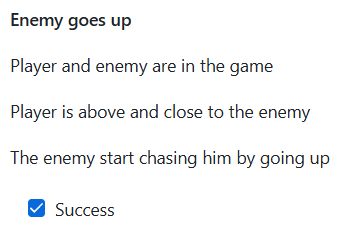 Enemy goes up
Player and enemy are in the game
Player is above and close to the enemy
The enemy start chasing him by going up
Success